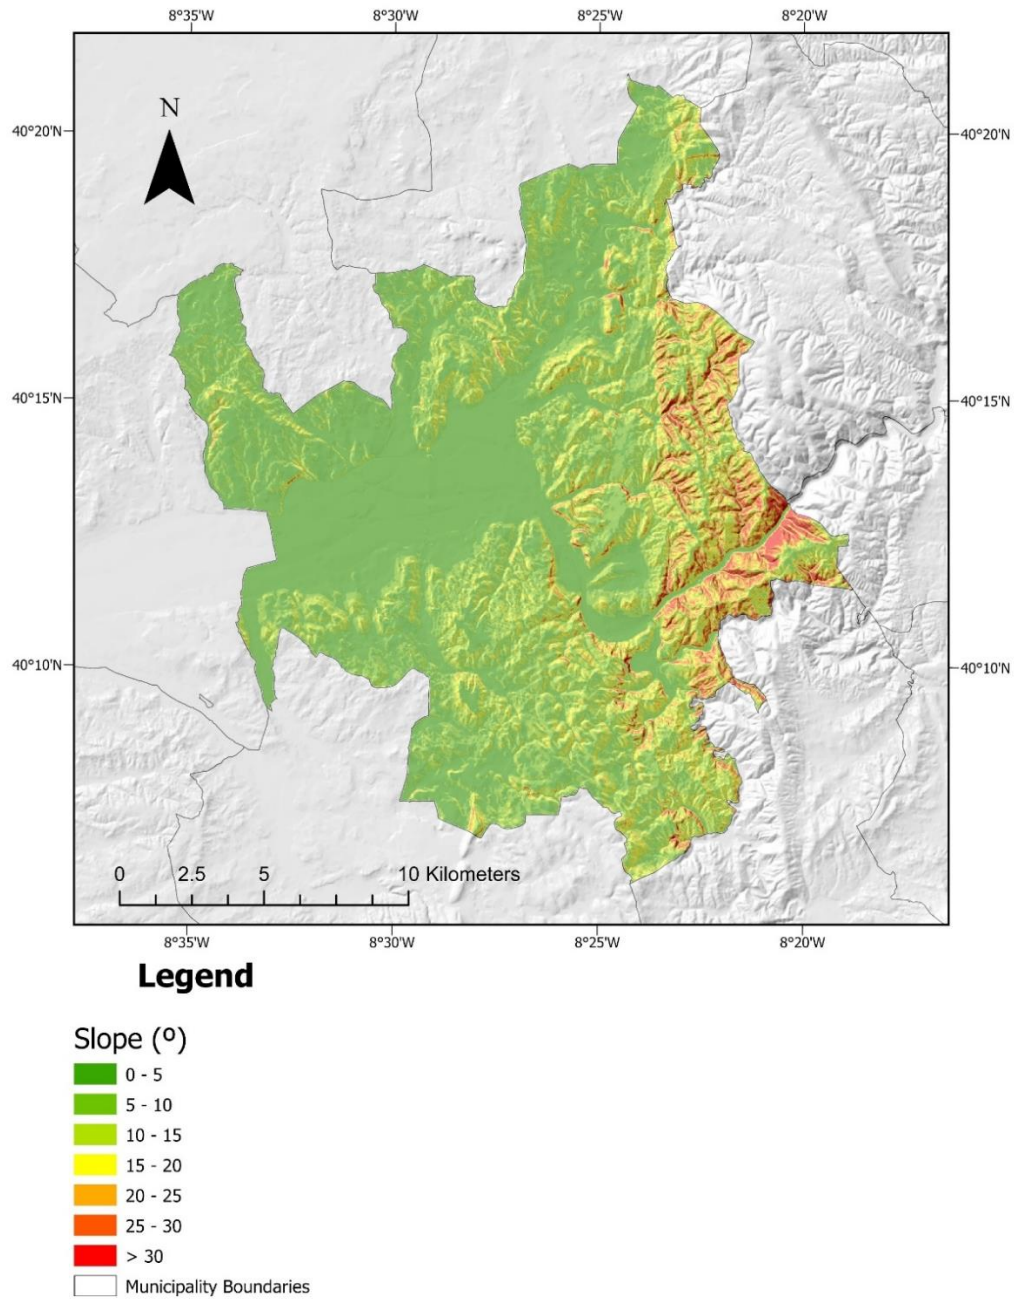 8°35'W 8°30'W 8°25'W 8°20'W
N
40°20'N 40°20'N
40°15'N 40°15'N
40°10'N 40°10'N
0 2.5 5 10 Kilometers
8°35'W 8°30'W 8°25'W 8°20'W
Legend
Slope (º)
0 - 5
5 - 10
10 - 15
15 - 20
20 - 25
25 - 30
> 30
Municipality Boundaries